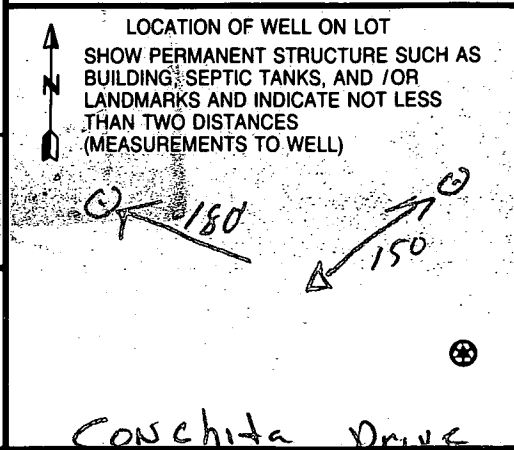 LOCATION OF WELL ON LOT
SHOW PERMANENT STRUCTURE SUCH AS
BUILDING, SEPTIC TANKS, AND / OR
LANDMARKS AND INDICATE NOT LESS
THAN TWO DISTANCES
(MEASUREMENTS TO WELL)
N
180
150
Conchita Drive